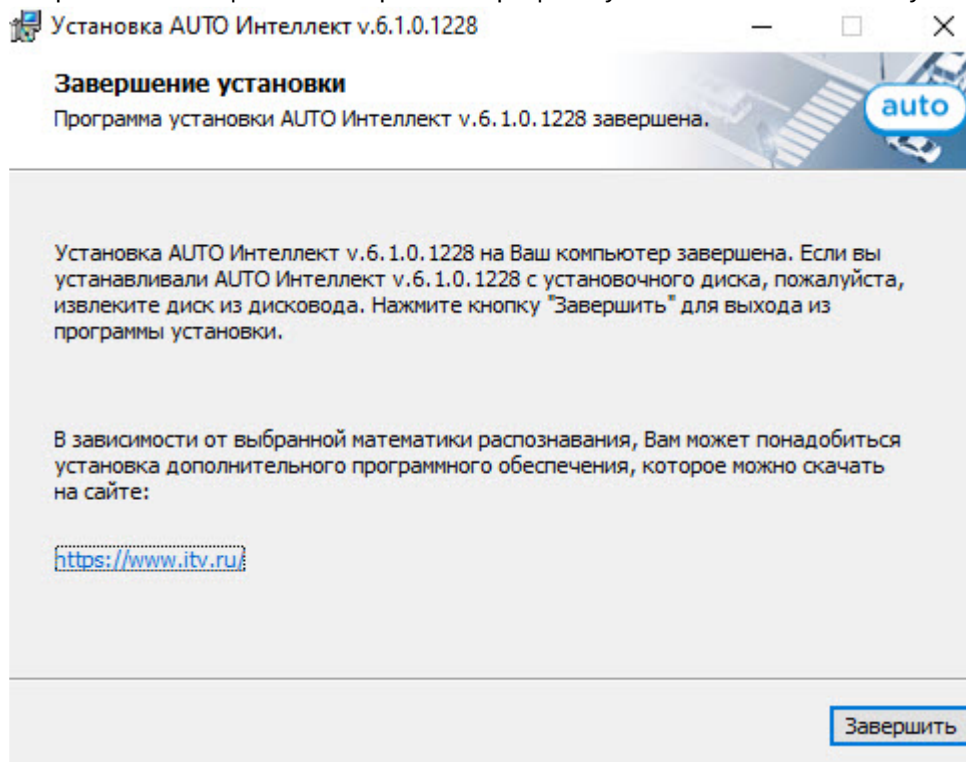 Установка AUTO Интеллект v.6.1.0.1228
Завершение установки
Программа установки AUTO Интеллект v.6.1.0.1228 завершена.
auto
Установка AUTO Интеллект v.6.1.0.1228 на Ваш компьютер завершена. Если вы
устанавливали AUTO Интеллект v.6.1.0.1228 с установочного диска, пожалуйста,
извлеките диск из дисковода. Нажмите кнопку "Завершить" для выхода из
программы установки.
В зависимости от выбранной математики распознавания, Вам может понадобиться
установка дополнительного программного обеспечения, которое можно скачать
на сайте:
https://www.itv.ru/
Завершить